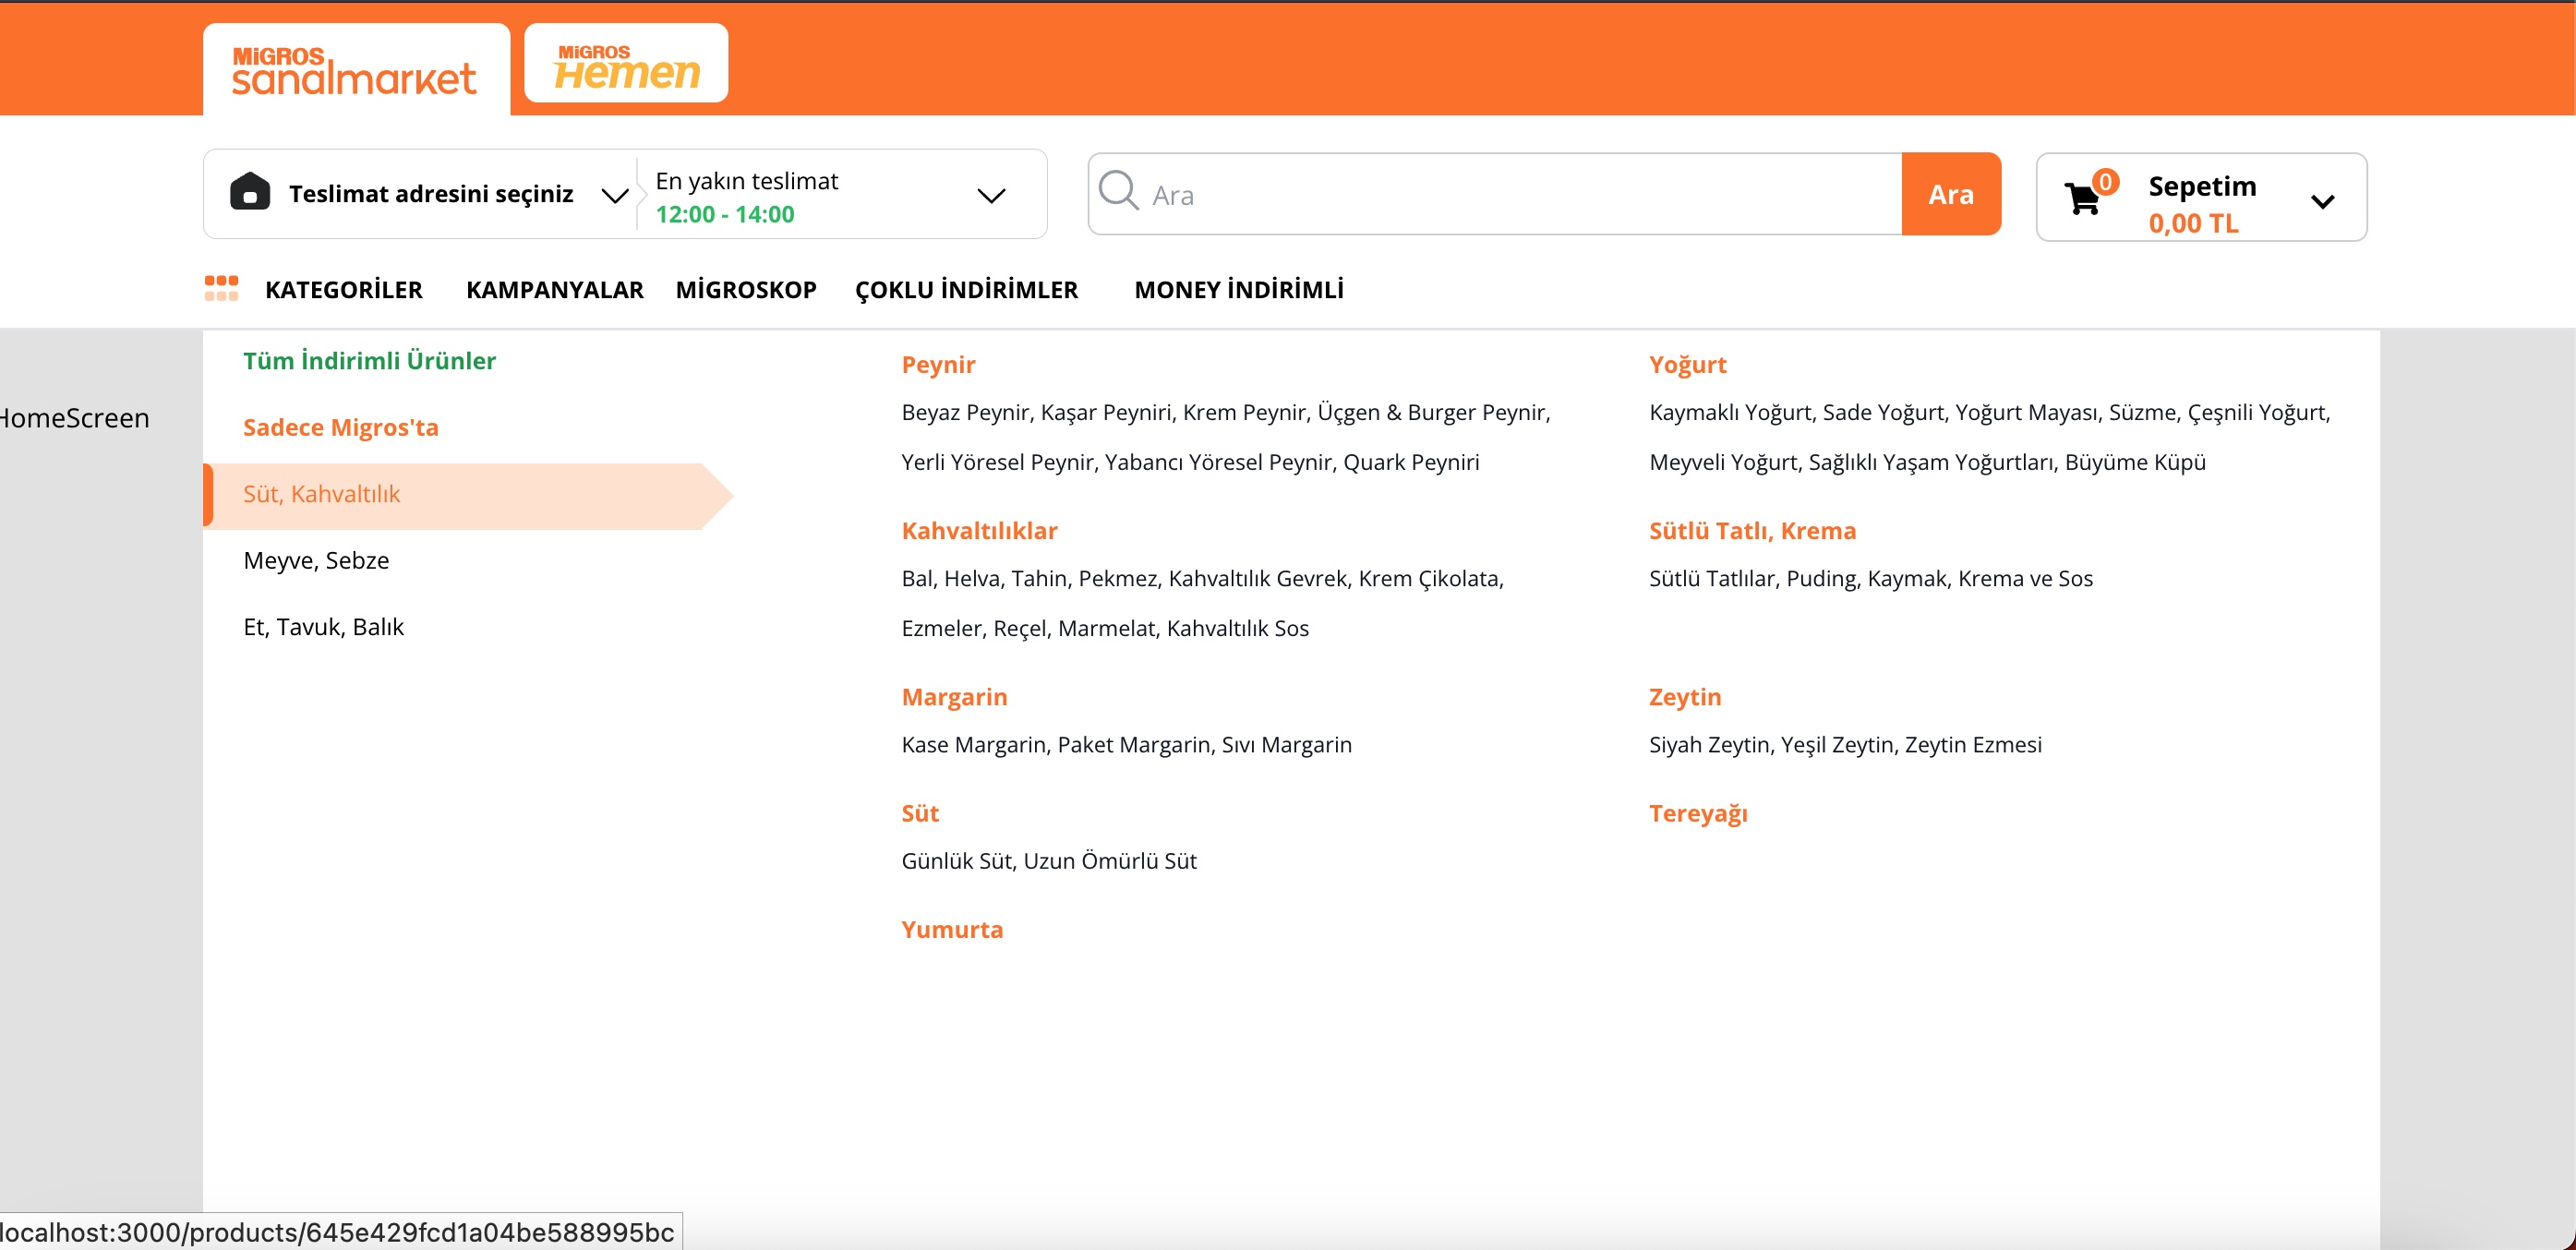 MiGROS
sanalmarket
MiGROS
Hemen
Teslimat adresini seçiniz
En yakın teslimat
12:00 - 14:00
Ara
Ara
0
Sepetim
0,00 TL
KATEGORİLER
KAMPANYALAR
MİGROSKOP
ÇOKLU İNDİRİMLER
MONEY İNDİRİMLİ
HomeScreen
Tüm İndirimli Ürünler
Sadece Migros'ta
Süt, Kahvaltılık
Meyve, Sebze
Et, Tavuk, Balık
Peynir
Beyaz Peynir, Kaşar Peyniri, Krem Peynir, Üçgen & Burger Peynir,
Yerli Yöresel Peynir, Yabancı Yöresel Peynir, Quark Peyniri
Kahvaltılıklar
Bal, Helva, Tahin, Pekmez, Kahvaltılık Gevrek, Krem Çikolata,
Ezmeler, Reçel, Marmelat, Kahvaltılık Sos
Margarin
Kase Margarin, Paket Margarin, Sıvı Margarin
Süt
Günlük Süt, Uzun Ömürlü Süt
Yumurta
Yoğurt
Kaymaklı Yoğurt, Sade Yoğurt, Yoğurt Mayası, Süzme, Çeşnili Yoğurt,
Meyveli Yoğurt, Sağlıklı Yaşam Yoğurtları, Büyüme Küpü
Sütlü Tatlı, Krema
Sütlü Tatlılar, Puding, Kaymak, Krema ve Sos
Zeytin
Siyah Zeytin, Yeşil Zeytin, Zeytin Ezmesi
Tereyağı
localhost:3000/products/645e429fcd1a04be588995bc